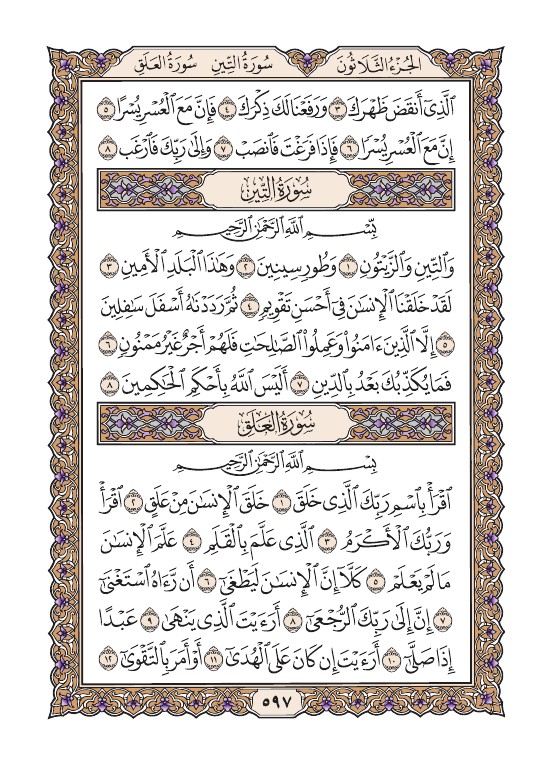 الجُزْءُ الثَّلَاثُونَ سُورَةُ التِّينِ سُورَةُ العَلَقِ
ٱلَّذِىٓ أَنقَضَ ظَهْرَكَ ٣ وَرَفَعْنَا لَكَ ذِكْرَكَ ٤ فَإِنَّ مَعَ ٱلْعُسْرِ يُسْرًا ٥
إِنَّ مَعَ ٱلْعُسْرِ يُسْرًا ٦ فَإِذَا فَرَغْتَ فَٱنصَبْ ٧ وَإِلَىٰ رَبِّكَ فَٱرْغَب ٨
سُورَةُ التِّينِ
بِسْمِ ٱللَّهِ ٱلرَّحْمَٰنِ ٱلرَّحِيمِ
وَٱلتِّينِ وَٱلزَّيْتُونِ ١ وَطُورِ سِينِينَ ٢ وَهَٰذَا ٱلْبَلَدِ ٱلْأَمِينِ ٣
لَقَدْ خَلَقْنَا ٱلْإِنسَٰنَ فِىٓ أَحْسَنِ تَقْوِيمٍ ٤ ثُمَّ رَدَدْنَٰهُ أَسْفَلَ سَٰفِلِينَ
٥ إِلَّا ٱلَّذِينَ ءَامَنُوا۟ وَعَمِلُوا۟ ٱلصَّٰلِحَٰتِ فَلَهُمْ أَجْرٌ غَيْرُ مَمْنُونٍ ٦
فَمَا يُكَذِّبُكَ بَعْدُ بِٱلدِّينِ ٧ أَلَيْسَ ٱللَّهُ بِأَحْكَمِ ٱلْحَٰكِمِينَ ٨
سُورَةُ العَلَقِ
بِسْمِ ٱللَّهِ ٱلرَّحْمَٰنِ ٱلرَّحِيمِ
ٱقْرَأْ بِٱسْمِ رَبِّكَ ٱلَّذِى خَلَقَ ١ خَلَقَ ٱلْإِنسَٰنَ مِنْ عَلَقٍ ٢ ٱقْرَأْ
وَرَبُّكَ ٱلْأَكْرَمُ ٣ ٱلَّذِى عَلَّمَ بِٱلْقَلَمِ ٤ عَلَّمَ ٱلْإِنسَٰنَ
مَا لَمْ يَعْلَمْ ٥ كَلَّآ إِنَّ ٱلْإِنسَٰنَ لَيَطْغَىٰٓ ٦ أَن رَّءَاهُ ٱسْتَغْنَىٰٓ
٧ إِنَّ إِلَىٰ رَبِّكَ ٱلرُّجْعَىٰٓ ٨ أَرَءَيْتَ ٱلَّذِى يَنْهَىٰ ٩ عَبْدًا
إِذَا صَلَّىٰٓ ١٠ أَرَءَيْتَ إِن كَانَ عَلَى ٱلْهُدَىٰٓ ١١ أَوْ أَمَرَ بِٱلتَّقْوَىٰٓ ١٢
٥٩٧